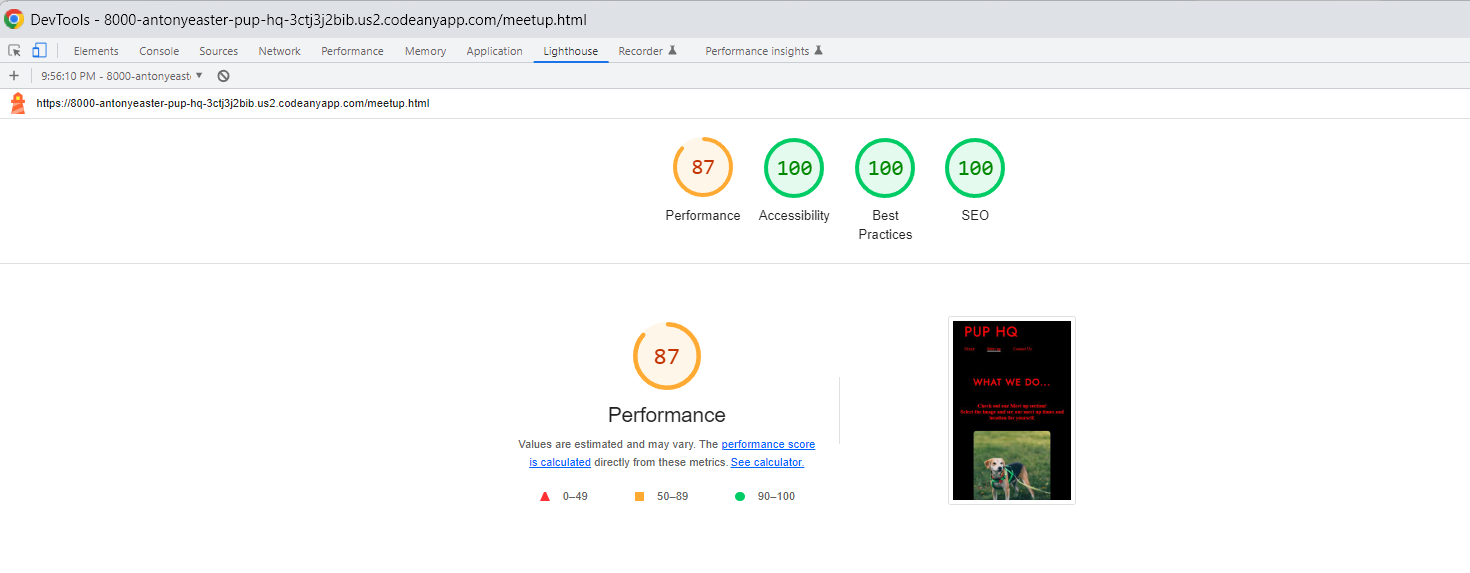 DevTools - 8000-antonyeaster-pup-hq-3ctj3j2bib.us2.codeanyapp.com/meetup.html
Elements Console Sources Network Performance Memory Application Lighthouse Recorder Performance insights
9:56:10 PM - 8000-antonyeast
https://8000-antonyeaster-pup-hq-3ctj3j2bib.us2.codeanyapp.com/meetup.html
87 100 100 100
Performance Accessibility Best SEO
Practices
87
Performance
Values are estimated and may vary. The performance score
is calculated directly from these metrics. See calculator.
0–49 50–89 90–100
PUP HQ
Home Meet up Contact Us
WHAT WE DO...
Check out our Meet up section!
Select the image and see our meet up times and
location for yourself